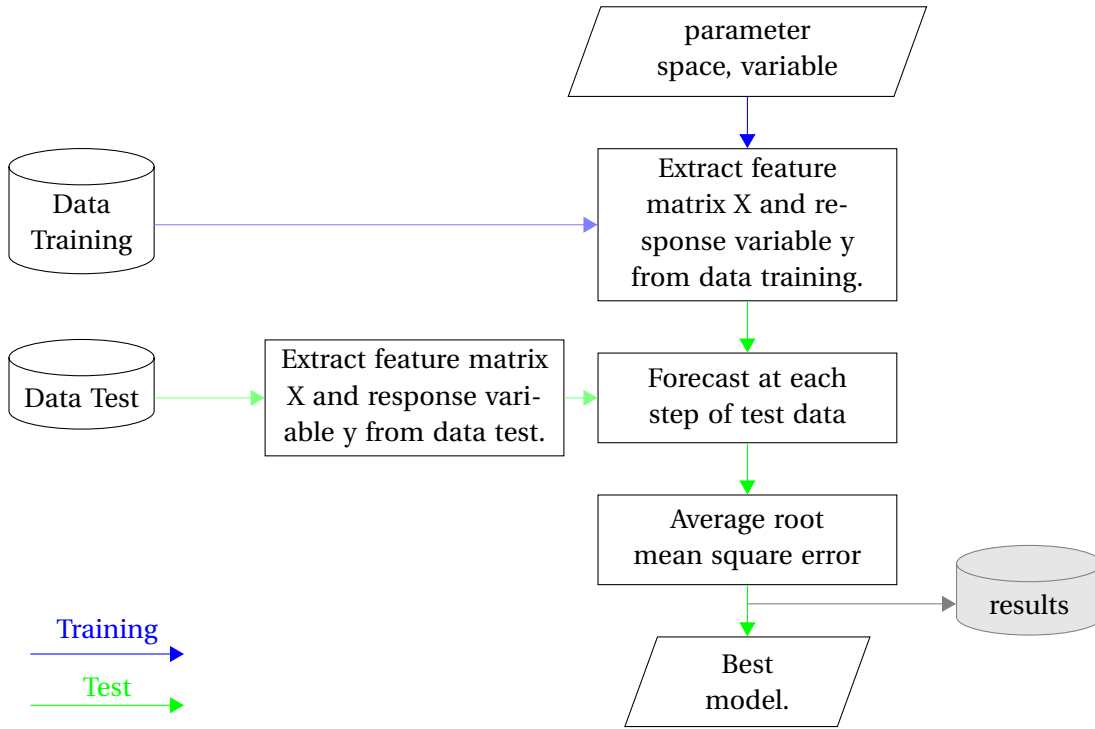 parameter
space, variable
Data
Training
Extract feature
matrix X and re-
sponse variable y
from data training.
Data Test
Extract feature matrix
X and response vari-
able y from data test.
Forecast at each
step of test data
Average root
mean square error
results
Training
Test
Best
model.